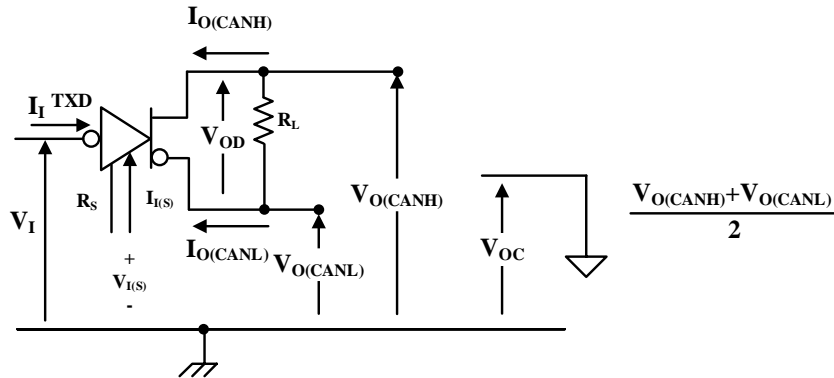 I_O(CANH)
I_I TXD
R_L
V_OD
R_S
I_I(S)
V_O(CANH)
V_O(CANH)+V_O(CANL)
2
V_I
I_O(CANL)
V_O(CANL)
V_OC
+
V_I(S)
-